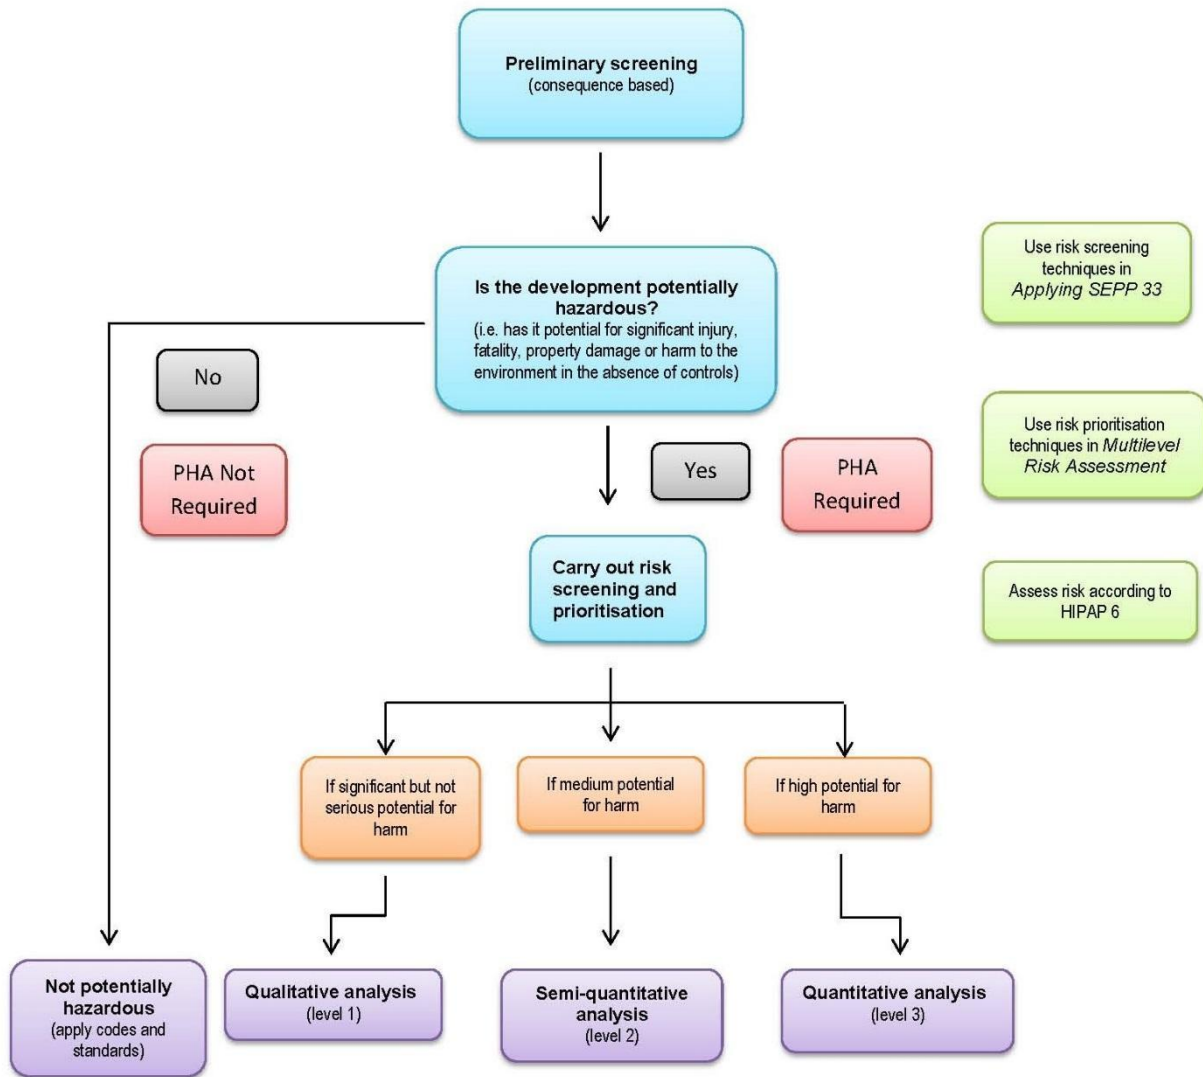 Preliminary screening
(consequence based)
Is the development potentially
hazardous?
(i.e. has it potential for significant injury,
fatality, property damage or harm to the
environment in the absence of controls)
Use risk screening
techniques in
Applying SEPP 33
No
PHA Not
Required
Yes
PHA
Required
Use risk prioritisation
techniques in Multilevel
Risk Assessment
Carry out risk
screening and
prioritisation
Assess risk according to
HIPAP 6
If significant but not
serious potential for
harm
If medium potential
for harm
If high potential for
harm
Not potentially
hazardous
(apply codes and
standards)
Qualitative analysis
(level 1)
Semi-quantitative
analysis
(level 2)
Quantitative analysis
(level 3)